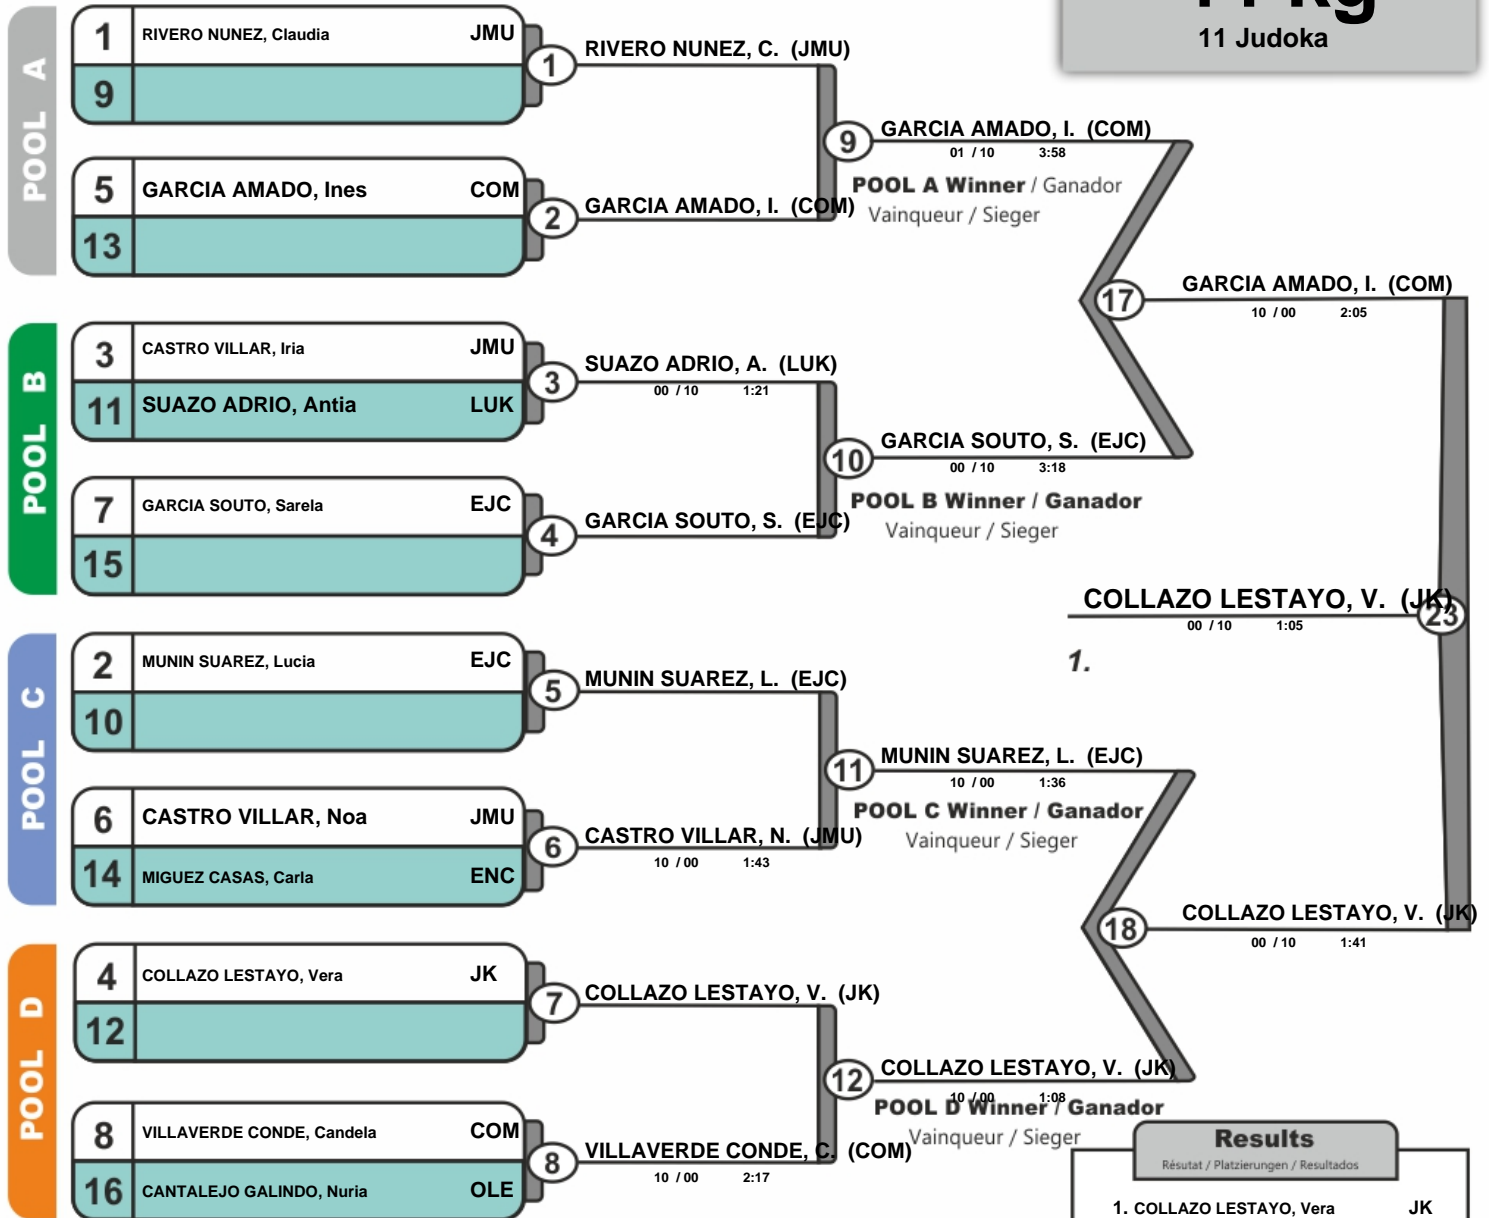 11 Judoka
POOL A
1 RIVERO NUNEZ, Claudia JMU
9
5 GARCIA AMADO, Ines COM
13
1 RIVERO NUNEZ, C. (JMU)
2 GARCIA AMADO, I. (COM)
9 GARCIA AMADO, I. (COM)
01 / 10 3:58
POOL A Winner / Ganador
Vainqueur / Sieger
POOL B
3 CASTRO VILLAR, Iria JMU
11 SUAZO ADRIO, Antia LUK
7 GARCIA SOUTO, Sarela EJC
15
3 SUAZO ADRIO, A. (LUK)
00 / 10 1:21
4 GARCIA SOUTO, S. (EJC)
10 GARCIA SOUTO, S. (EJC)
00 / 10 3:18
POOL B Winner / Ganador
Vainqueur / Sieger
17 GARCIA AMADO, I. (COM)
10 / 00 2:05
COLLAZO LESTAYO, V. (JK) 23
00 / 10 1:05
1.
POOL C
2 MUNIN SUAREZ, Lucia EJC
10
6 CASTRO VILLAR, Noa JMU
14 MIGUEZ CASAS, Carla ENC
5 MUNIN SUAREZ, L. (EJC)
6 CASTRO VILLAR, N. (JMU)
10 / 00 1:43
11 MUNIN SUAREZ, L. (EJC)
10 / 00 1:36
POOL C Winner / Ganador
Vainqueur / Sieger
18 COLLAZO LESTAYO, V. (JK)
00 / 10 1:41
POOL D
4 COLLAZO LESTAYO, Vera JK
12
8 VILLAVERDE CONDE, Candela COM
16 CANTALEJO GALINDO, Nuria OLE
7 COLLAZO LESTAYO, V. (JK)
8 VILLAVERDE CONDE, C. (COM)
10 / 00 2:17
12 COLLAZO LESTAYO, V. (JK)
10 / 00 1:08
POOL D Winner / Ganador
Vainqueur / Sieger
Results
Résutat / Platzierungen / Resultados
1. COLLAZO LESTAYO, Vera JK